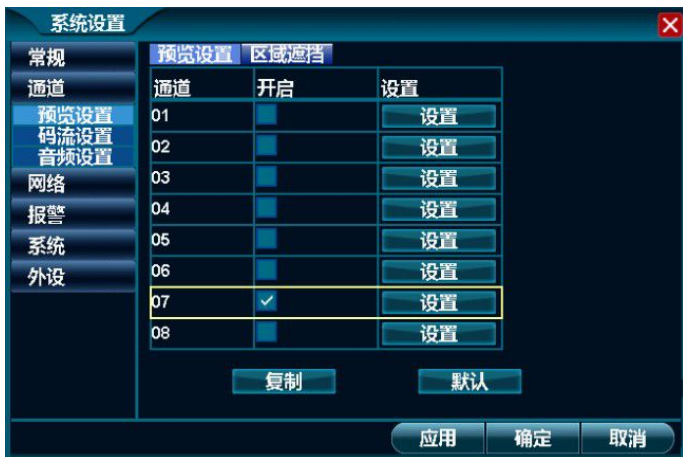 系统设置
常规
通道
预览设置
码流设置
音频设置
网络
报警
系统
外设
预览设置 区域遮挡
通道 开启 设置
01 设置
02 设置
03 设置
04 设置
05 设置
06 设置
07 设置
08 设置
复制 默认
应用 确定 取消